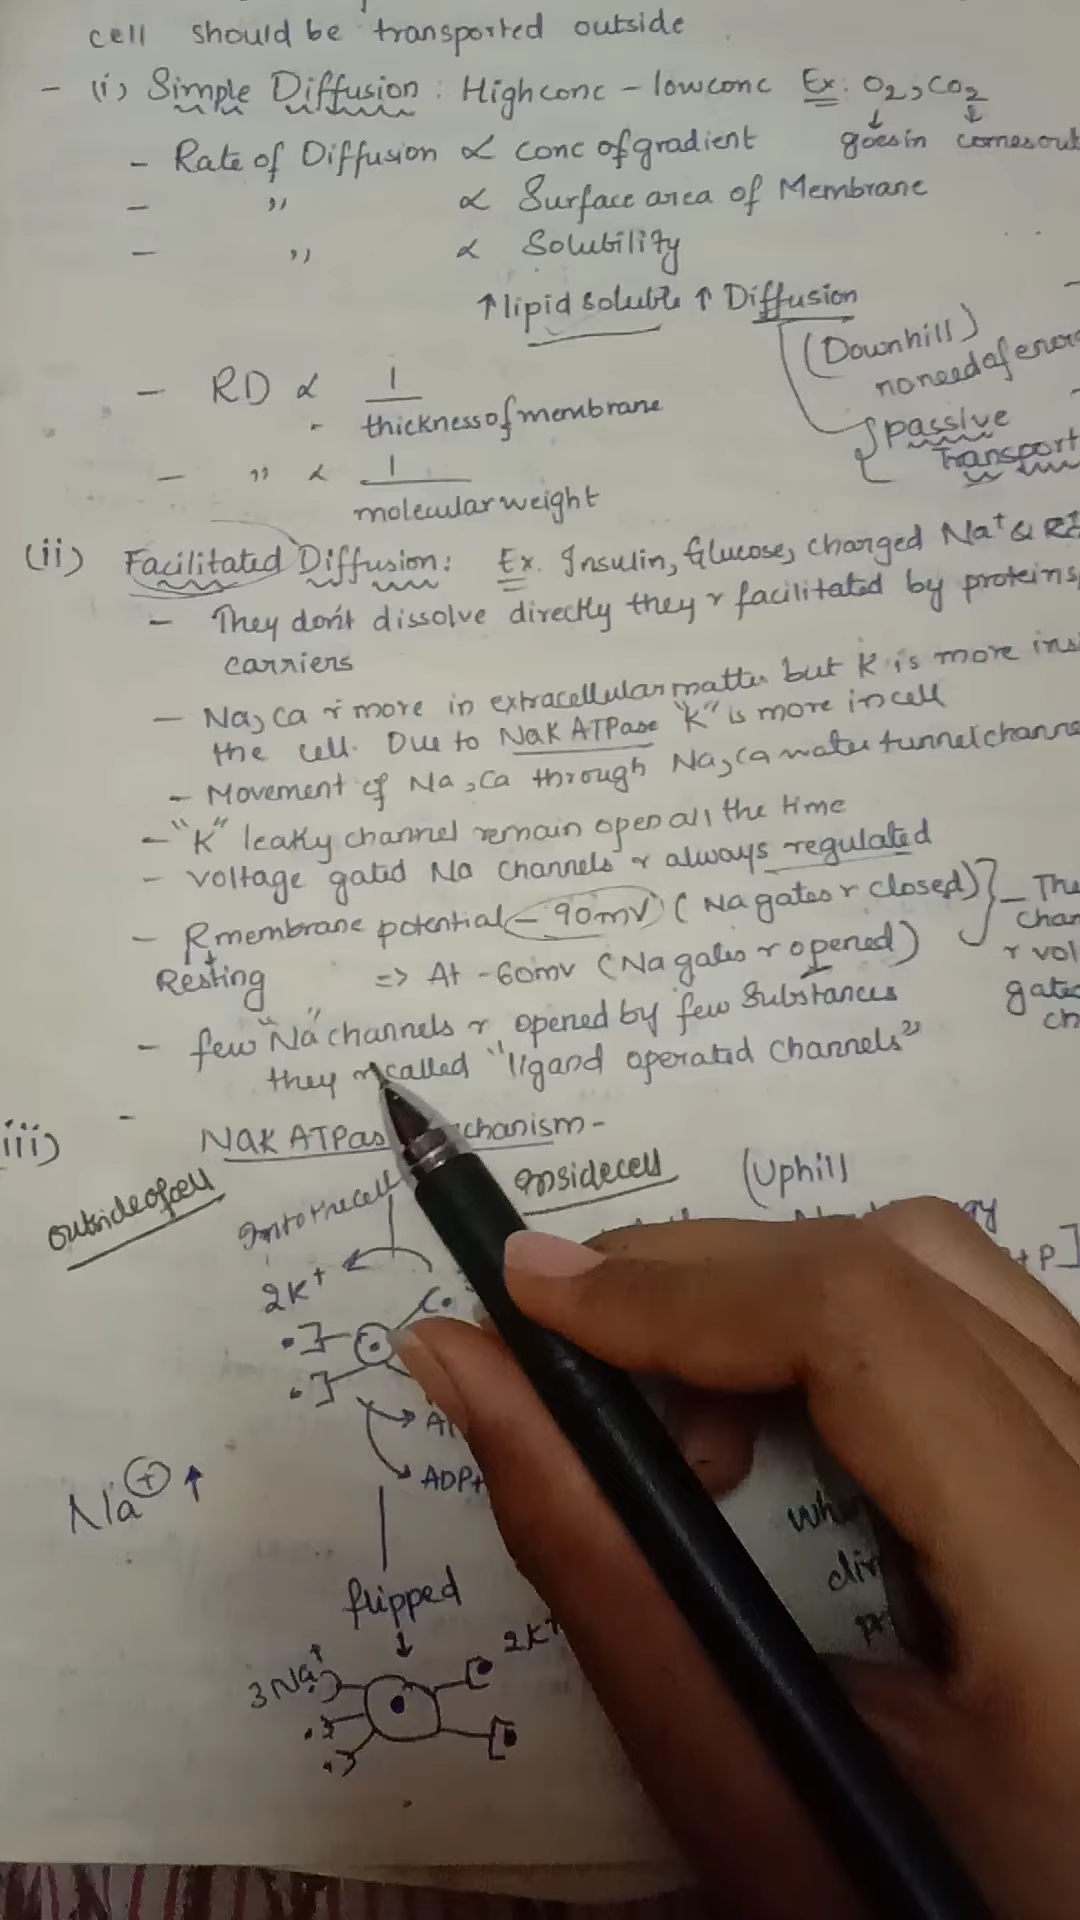 cell should be transported outside
- (i) Simple Diffusion : High conc - low conc Ex: O2, CO2
goes in comes out
- Rate of Diffusion ∝ conc of gradient
- " ∝ Surface area of Membrane
- " ∝ Solubility
↑ lipid soluble ↑ Diffusion
(Downhill)
no need of
- RD ∝ 1
thickness of membrane
passive
Transport
- " ∝ 1
molecular weight
(ii) Facilitated Diffusion : Ex. Insulin, Glucose, charged Na+ &
- They don't dissolve directly they r facilitated by proteins,
carriers
- Na, Ca r more in extracellular matter but K is more ins
the cell. Due to NaK ATPase "K" is more in cell
- Movement of Na, Ca through Na, Ca water tunnel chann
- "K" leaky channel remain open all the time
- voltage gated Na channels r always regulated
- R membrane potential - 90mV (Na gates r closed) } - The
Resting
chan
=> At -60mv (Na gates r opened)
r vol
gated
ch
- few "Na" channels r opened by few Substances
they r called "ligand operated channels"
iii) NaK ATPas chanism -
outside of cell
Into the cell
Inside cell
(Uphill
2K+
+ P]
ADP+
Na+ ↑
flipped
3Na+
2K+